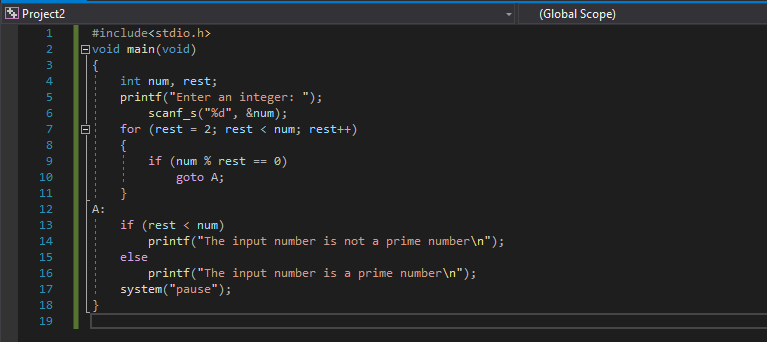 Project2 (Global Scope)
1 #include<stdio.h>
2 void main(void)
3 {
4 int num, rest;
5 printf("Enter an integer: ");
6 scanf_s("%d", &num);
7 for (rest = 2; rest < num; rest++)
8 {
9 if (num % rest == 0)
10 goto A;
11 }
12 A:
13 if (rest < num)
14 printf("The input number is not a prime number\n");
15 else
16 printf("The input number is a prime number\n");
17 system("pause");
18 }
19